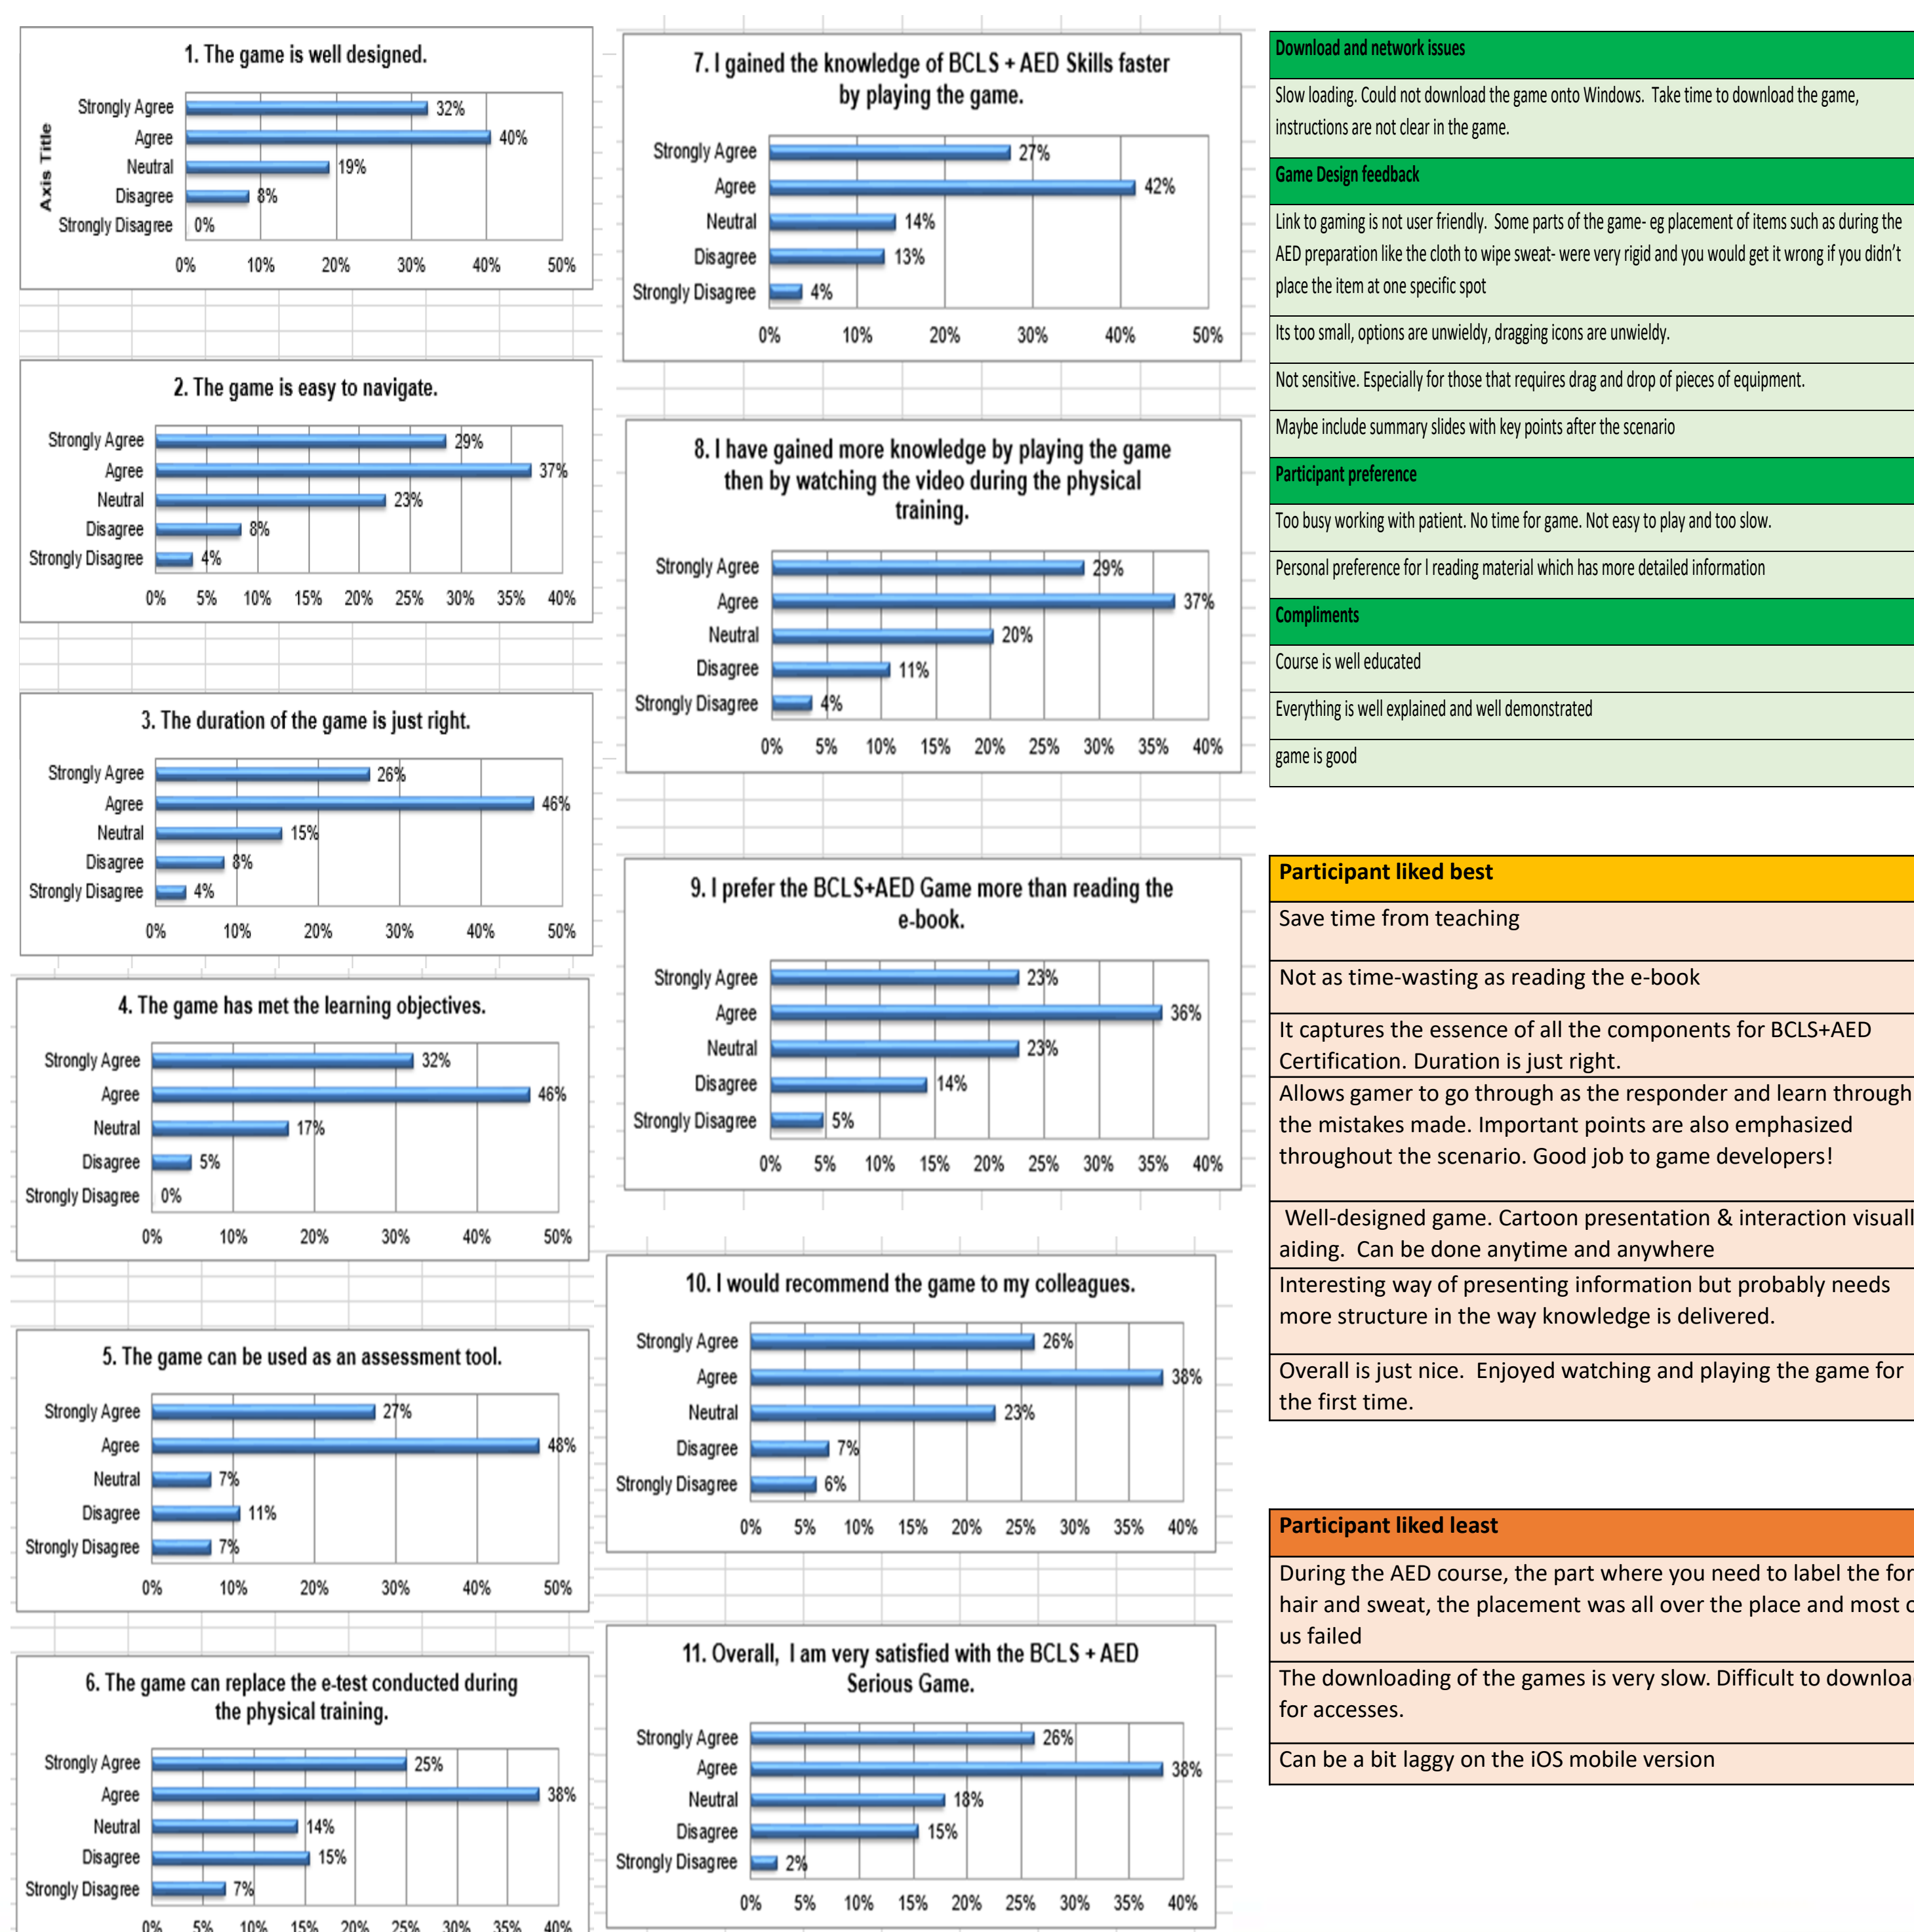 1. The game is well designed.
Axis Title
Strongly Agree 32%
Agree 40%
Neutral 19%
Disagree 8%
Strongly Disagree 0%
0% 10% 20% 30% 40% 50%
2. The game is easy to navigate.
Strongly Agree 29%
Agree 37%
Neutral 23%
Disagree 8%
Strongly Disagree 4%
0% 5% 10% 15% 20% 25% 30% 35% 40%
3. The duration of the game is just right.
Strongly Agree 26%
Agree 46%
Neutral 15%
Disagree 8%
Strongly Disagree 4%
0% 10% 20% 30% 40% 50%
4. The game has met the learning objectives.
Strongly Agree 32%
Agree 46%
Neutral 17%
Disagree 5%
Strongly Disagree 0%
0% 10% 20% 30% 40% 50%
5. The game can be used as an assessment tool.
Strongly Agree 27%
Agree 48%
Neutral 7%
Disagree 11%
Strongly Disagree 7%
0% 10% 20% 30% 40% 50%
6. The game can replace the e-test conducted during
the physical training.
Strongly Agree 25%
Agree 38%
Neutral 14%
Disagree 15%
Strongly Disagree 7%
0% 5% 10% 15% 20% 25% 30% 35% 40%
7. I gained the knowledge of BCLS + AED Skills faster
by playing the game.
Strongly Agree 27%
Agree 42%
Neutral 14%
Disagree 13%
Strongly Disagree 4%
0% 10% 20% 30% 40% 50%
8. I have gained more knowledge by playing the game
then by watching the video during the physical
training.
Strongly Agree 29%
Agree 37%
Neutral 20%
Disagree 11%
Strongly Disagree 4%
0% 5% 10% 15% 20% 25% 30% 35% 40%
9. I prefer the BCLS+AED Game more than reading the
e-book.
Strongly Agree 23%
Agree 36%
Neutral 23%
Disagree 14%
Strongly Disagree 5%
0% 5% 10% 15% 20% 25% 30% 35% 40%
10. I would recommend the game to my colleagues.
Strongly Agree 26%
Agree 38%
Neutral 23%
Disagree 7%
Strongly Disagree 6%
0% 5% 10% 15% 20% 25% 30% 35% 40%
11. Overall, I am very satisfied with the BCLS + AED
Serious Game.
Strongly Agree 26%
Agree 38%
Neutral 18%
Disagree 15%
Strongly Disagree 2%
0% 5% 10% 15% 20% 25% 30% 35% 40%
Download and network issues
Slow loading. Could not download the game onto Windows. Take time to download the game,
instructions are not clear in the game.
Game Design feedback
Link to gaming is not user friendly. Some parts of the game- eg placement of items such as during the
AED preparation like the cloth to wipe sweat- were very rigid and you would get it wrong if you didn't
place the item at one specific spot
Its too small, options are unwieldy, dragging icons are unwieldy.
Not sensitive. Especially for those that requires drag and drop of pieces of equipment.
Maybe include summary slides with key points after the scenario
Participant preference
Too busy working with patient. No time for game. Not easy to play and too slow.
Personal preference for I reading material which has more detailed information
Compliments
Course is well educated
Everything is well explained and well demonstrated
game is good
Participant liked best
Save time from teaching
Not as time-wasting as reading the e-book
It captures the essence of all the components for BCLS+AED
Certification. Duration is just right.
Allows gamer to go through as the responder and learn through
the mistakes made. Important points are also emphasized
throughout the scenario. Good job to game developers!
Well-designed game. Cartoon presentation & interaction visuall
aiding. Can be done anytime and anywhere
Interesting way of presenting information but probably needs
more structure in the way knowledge is delivered.
Overall is just nice. Enjoyed watching and playing the game for
the first time.
Participant liked least
During the AED course, the part where you need to label the for
hair and sweat, the placement was all over the place and most
us failed
The downloading of the games is very slow. Difficult to downloa
for accesses.
Can be a bit laggy on the iOS mobile version